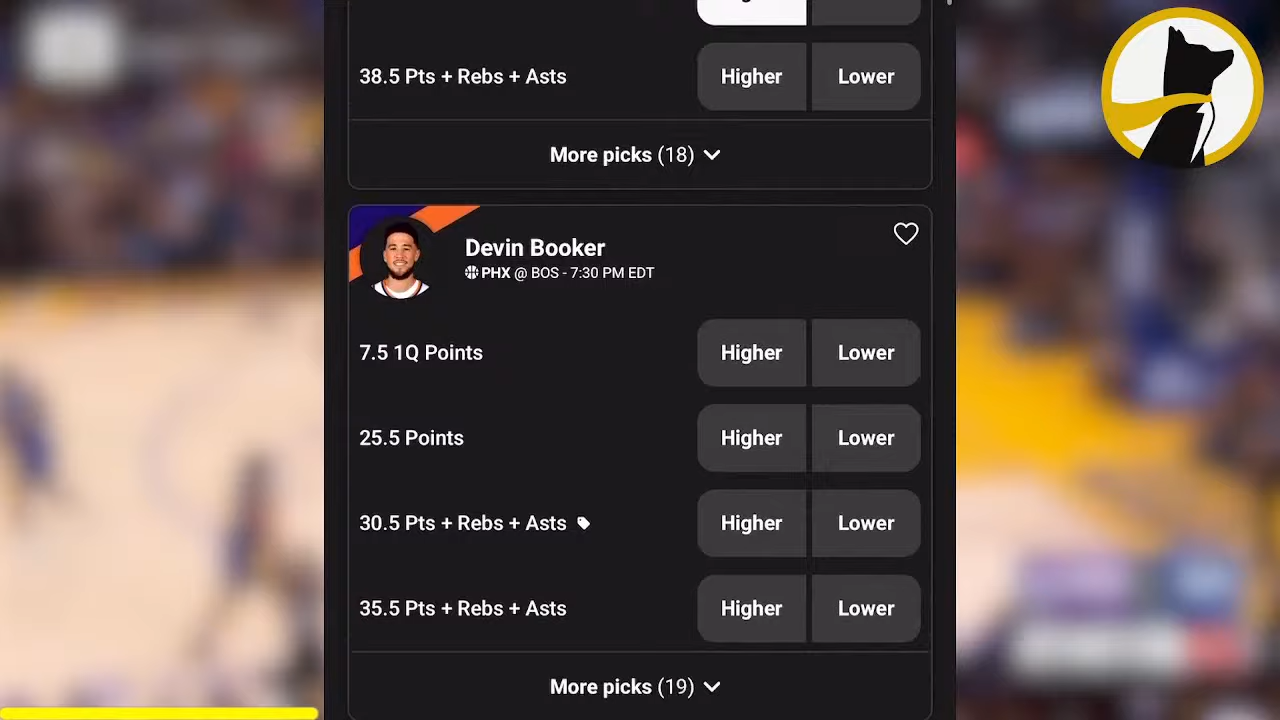 38.5 Pts + Rebs + Asts Higher Lower
More picks (18)
Devin Booker
PHX @ BOS - 7:30 PM EDT
7.5 1Q Points Higher Lower
25.5 Points Higher Lower
30.5 Pts + Rebs + Asts Higher Lower
35.5 Pts + Rebs + Asts Higher Lower
More picks (19)